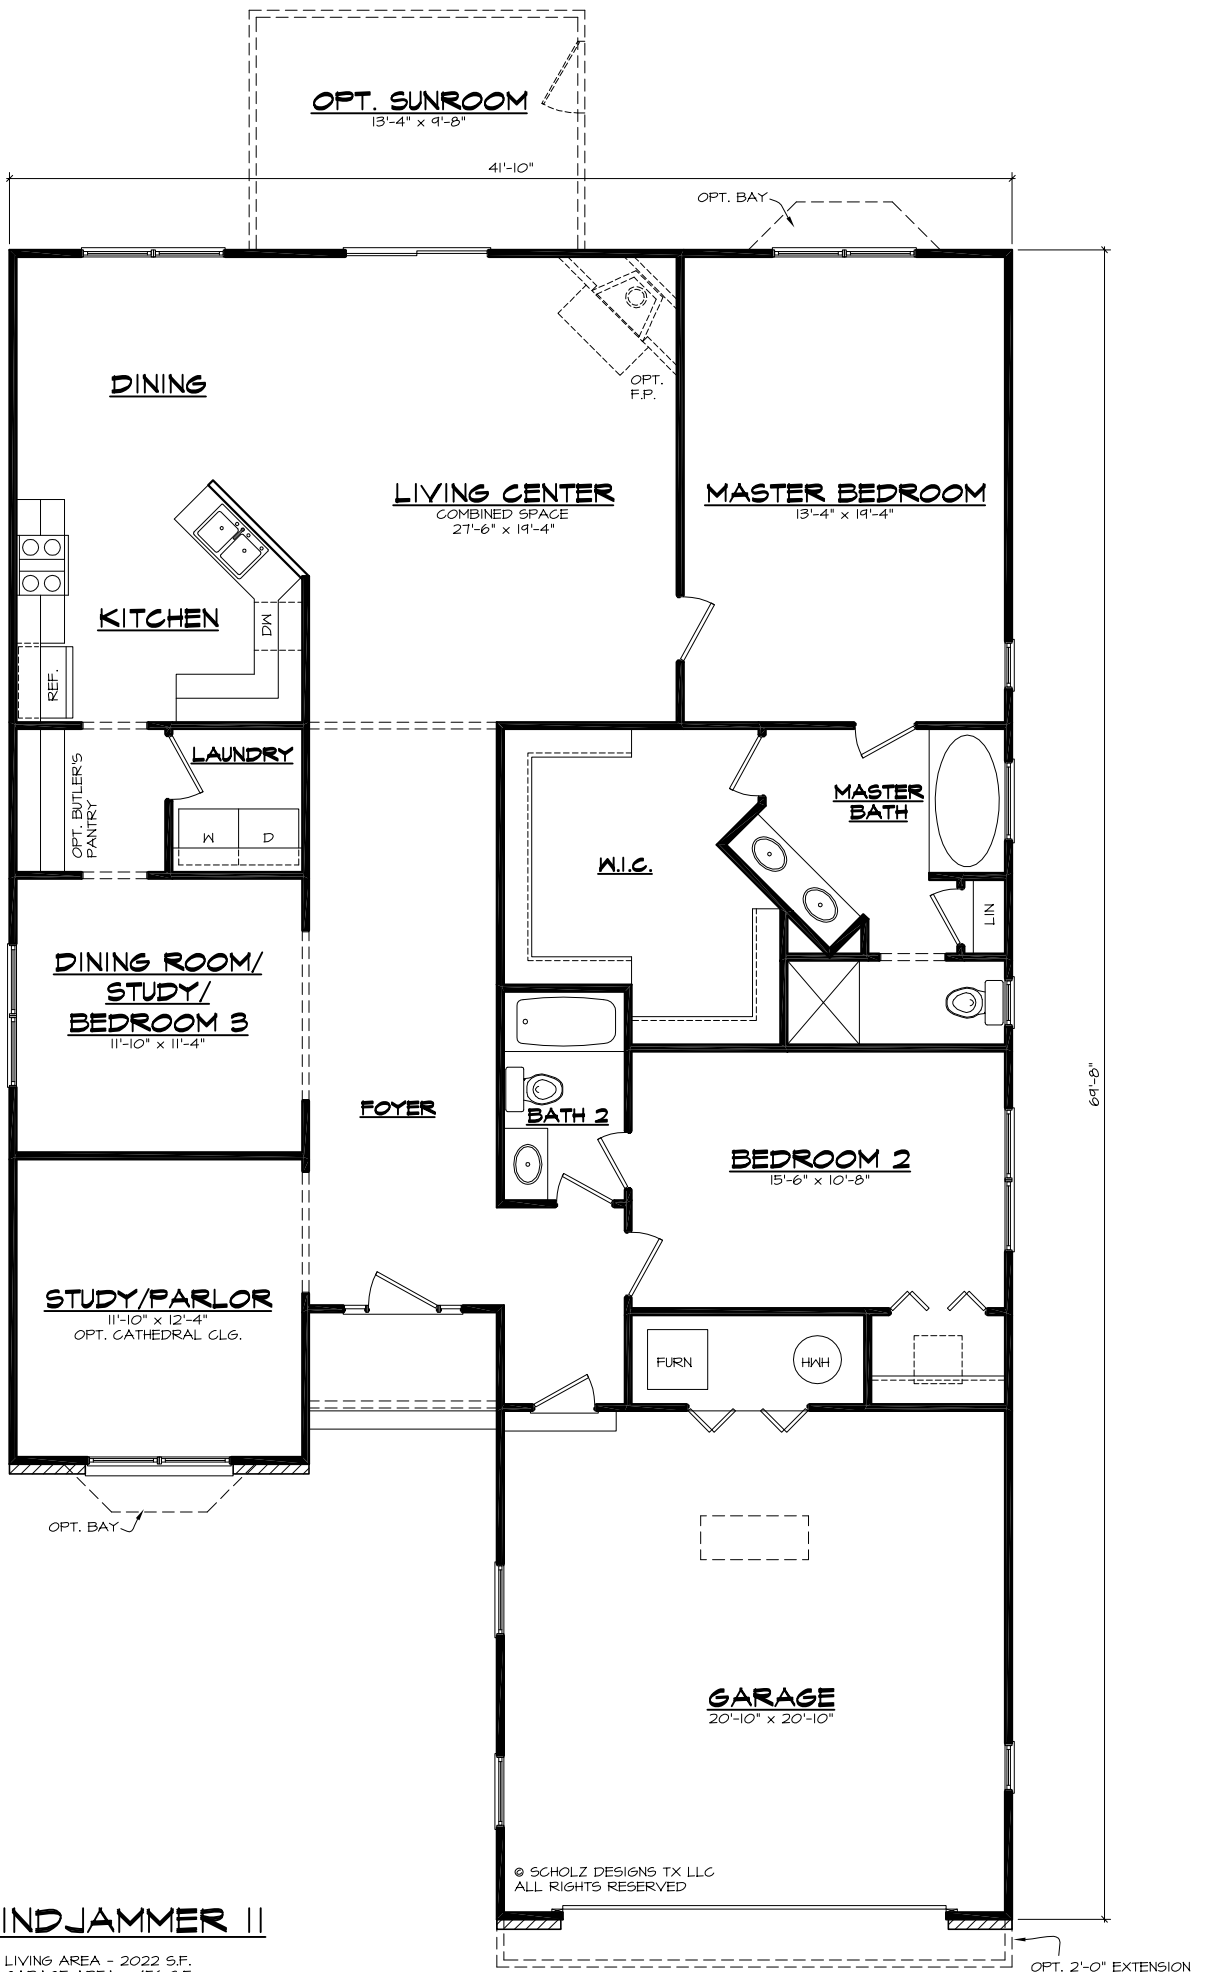 OPT. SUNROOM
13'-4" x 9'-8"
41'-10"
OPT. BAY
DINING
OPT.
F.P.
LIVING CENTER
COMBINED SPACE
27'-6" x 19'-4"
MASTER BEDROOM
13'-4" x 19'-4"
KITCHEN
DW
REF.
LAUNDRY
OPT. BUTLER'S
PANTRY
W
D
MASTER
BATH
W.I.C.
LIN
DINING ROOM/
STUDY/
BEDROOM 3
11'-10" x 11'-4"
69'-8"
FOYER
BATH 2
BEDROOM 2
15'-6" x 10'-8"
STUDY/PARLOR
11'-10" x 12'-4"
OPT. CATHEDRAL CLG.
FURN
HWH
OPT. BAY
GARAGE
20'-10" x 20'-10"
© SCHOLZ DESIGNS TX LLC
ALL RIGHTS RESERVED
INDJAMMER II
LIVING AREA - 2022 S.F.
OPT. 2'-0" EXTENSION